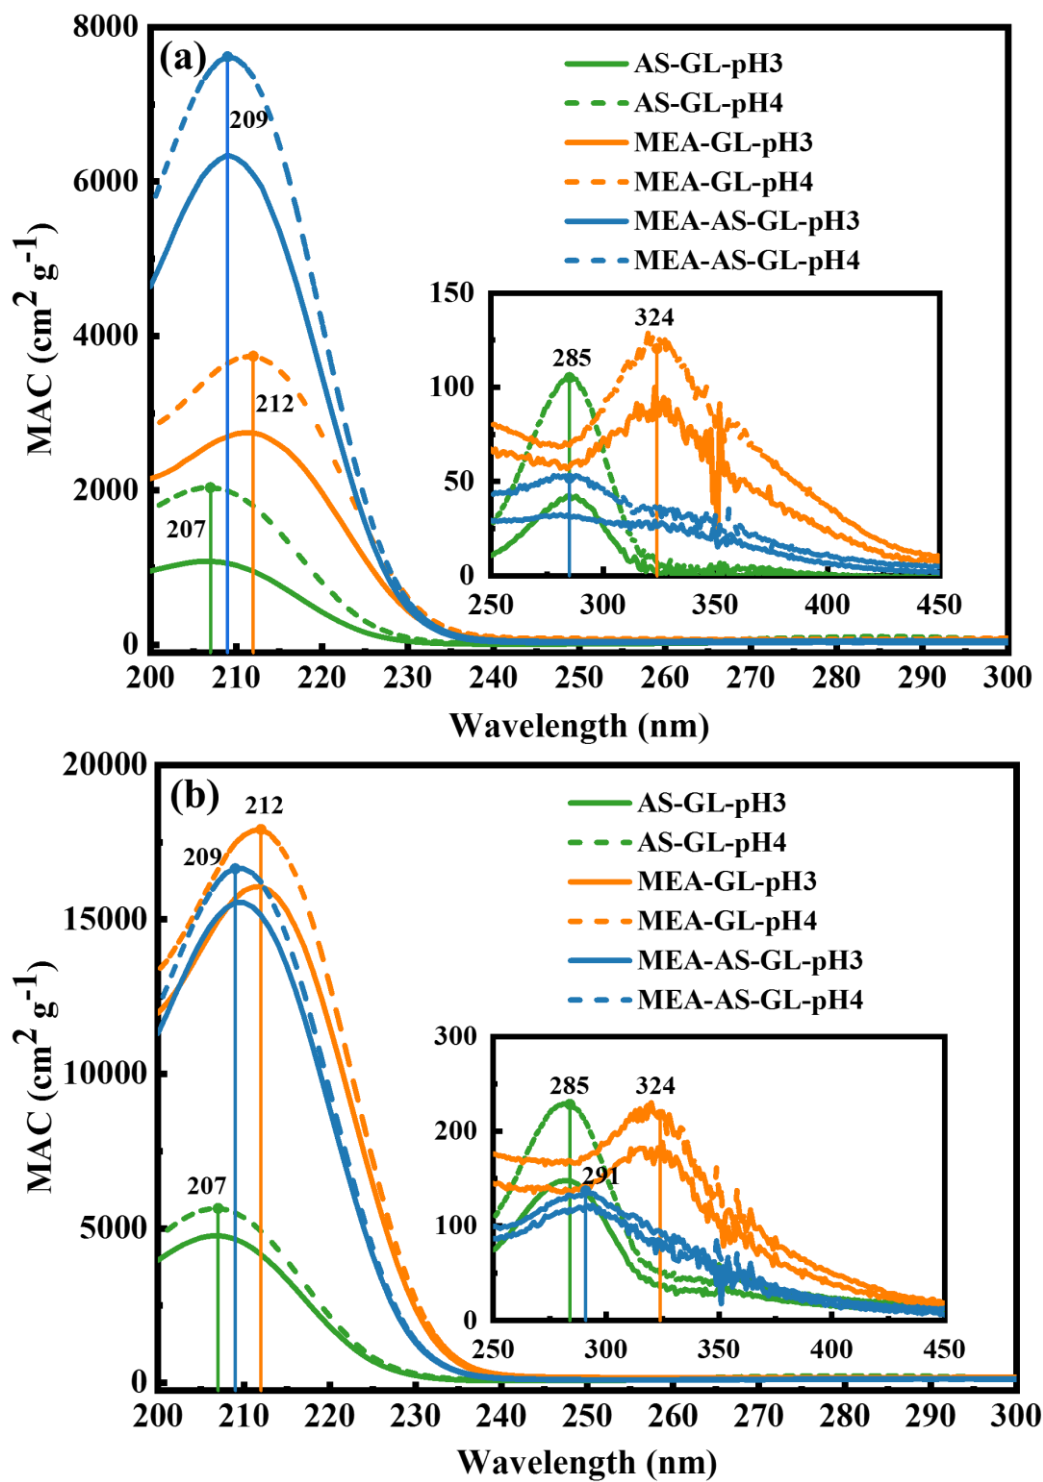 (a)
AS-GL-pH3
AS-GL-pH4
MEA-GL-pH3
MEA-GL-pH4
MEA-AS-GL-pH3
MEA-AS-GL-pH4
8000
6000
4000
2000
0
MAC (cm² g⁻¹)
209
212
207
150
100
50
0
285
324
250 300 350 400 450
200 210 220 230 240 250 260 270 280 290 300
Wavelength (nm)
(b)
AS-GL-pH3
AS-GL-pH4
MEA-GL-pH3
MEA-GL-pH4
MEA-AS-GL-pH3
MEA-AS-GL-pH4
20000
15000
10000
5000
0
MAC (cm² g⁻¹)
212
209
207
300
200
100
0
285
324
291
250 300 350 400 450
200 210 220 230 240 250 260 270 280 290 300
Wavelength (nm)